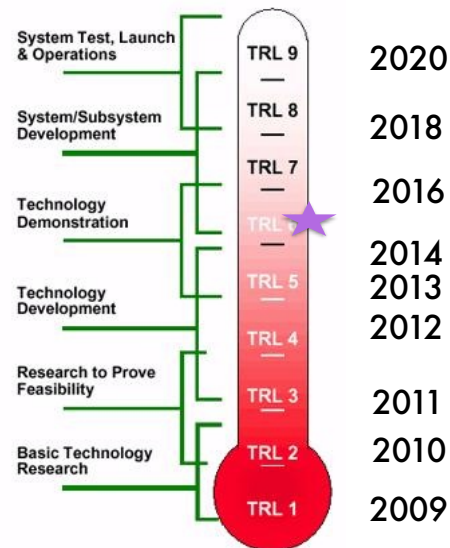 System Test, Launch
& Operations
System/Subsystem
Development
Technology
Demonstration
Technology
Development
Research to Prove
Feasibility
Basic Technology
Research
TRL 9
TRL 8
TRL 7
TRL
TRL 5
TRL 4
TRL 3
TRL 2
TRL 1
2020
2018
2016
2014
2013
2012
2011
2010
2009